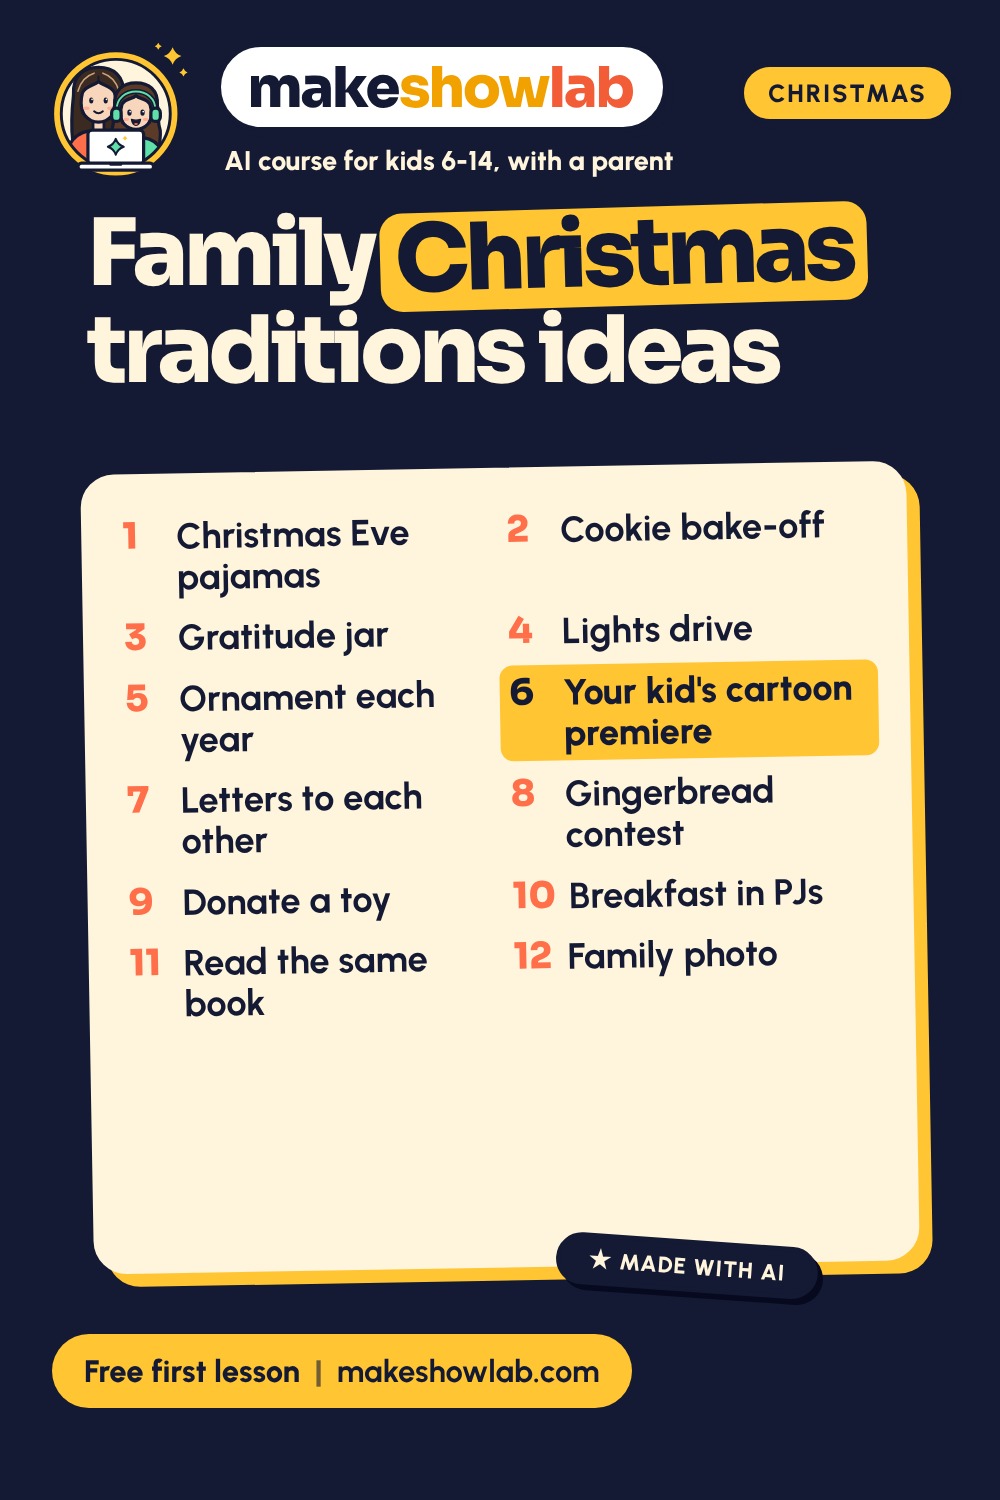 makeshowlab
CHRISTMAS
AI course for kids 6-14, with a parent
Family Christmas
traditions ideas
1 Christmas Eve
pajamas
2 Cookie bake-off
3 Gratitude jar
4 Lights drive
5 Ornament each
year
6 Your kid's cartoon
premiere
7 Letters to each
other
8 Gingerbread
contest
9 Donate a toy
10 Breakfast in PJs
11 Read the same
book
12 Family photo
★ MADE WITH AI
Free first lesson | makeshowlab.com